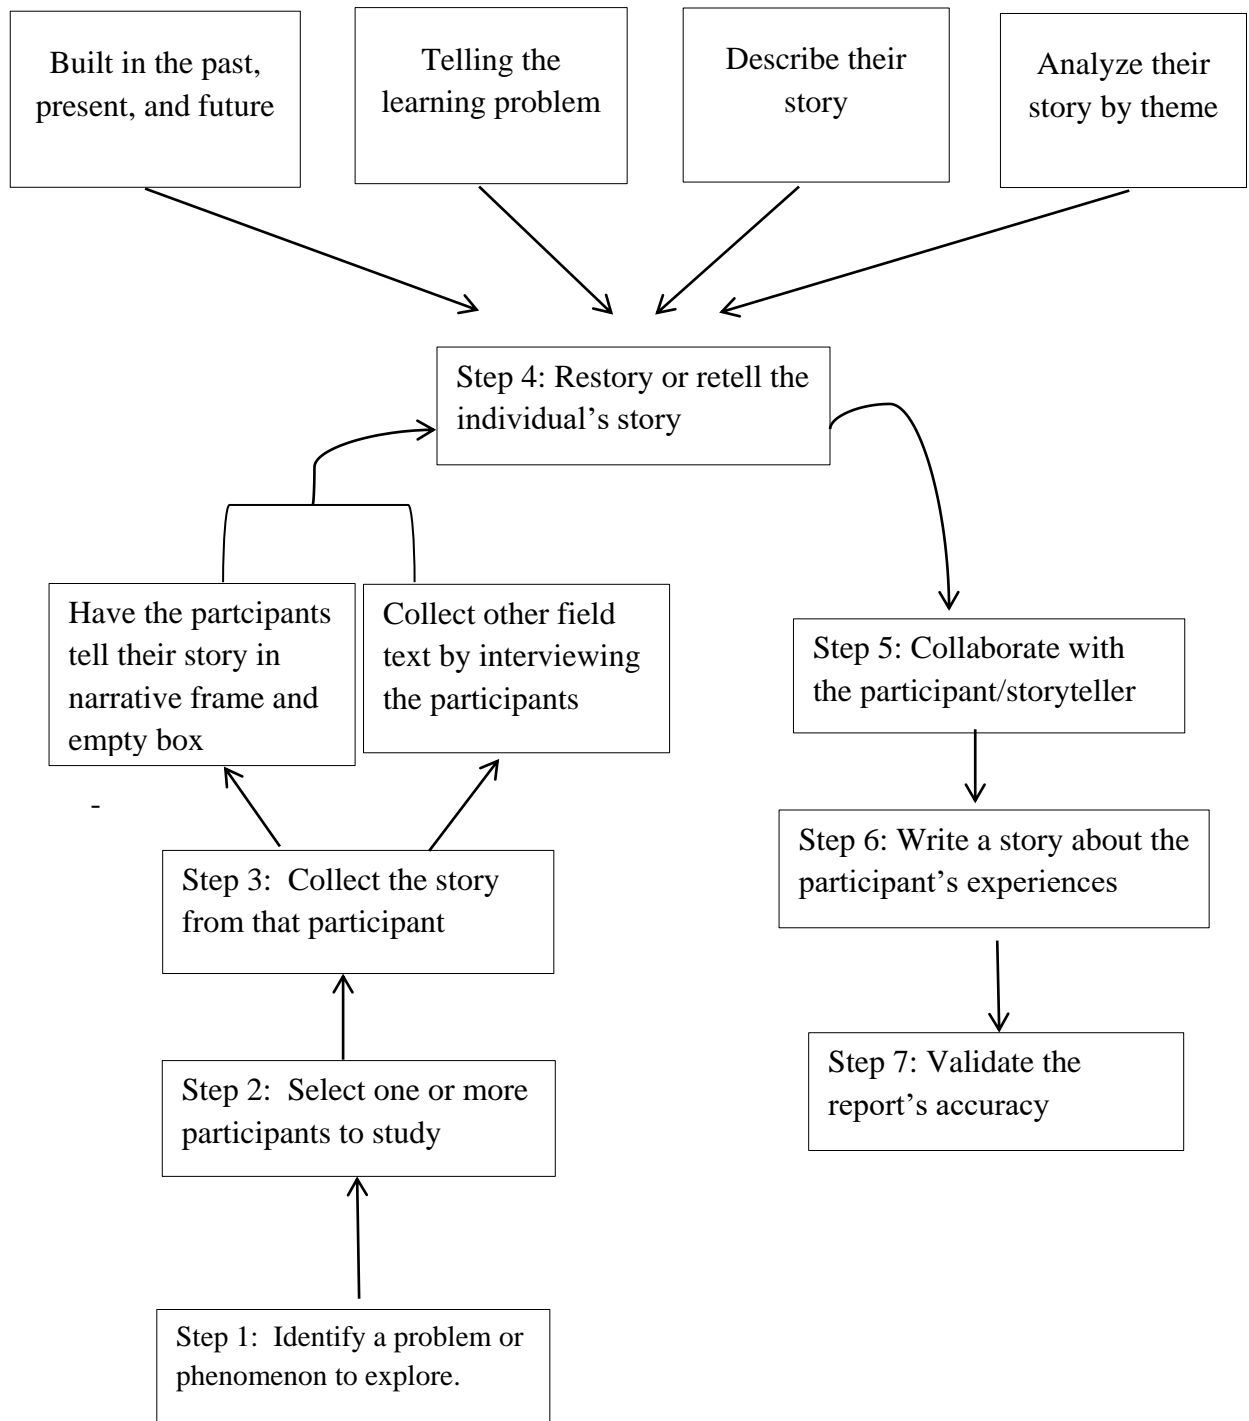 Built in the past,
present, and future
Telling the
learning problem
Describe their
story
Analyze their
story by theme
Step 4: Restory or retell the
individual’s story
Have the partcipants
tell their story in
narrative frame and
empty box
Collect other field
text by interviewing
the participants
Step 5: Collaborate with
the participant/storyteller
-
Step 6: Write a story about the
participant’s experiences
Step 3:  Collect the story
from that participant
Step 7: Validate the
report’s accuracy
Step 2:  Select one or more
participants to study
Step 1:  Identify a problem or
phenomenon to explore.